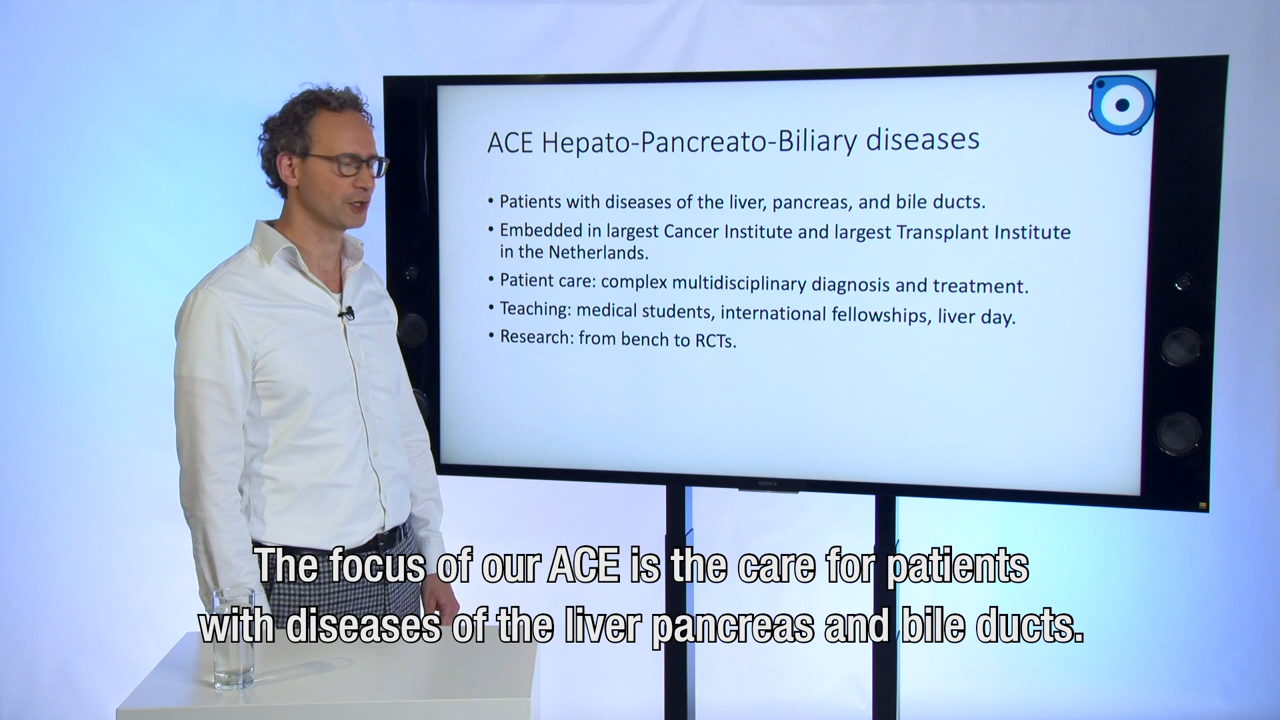 ACE Hepato-Pancreato-Biliary diseases
• Patients with diseases of the liver, pancreas, and bile ducts.
• Embedded in largest Cancer Institute and largest Transplant Institute
in the Netherlands.
• Patient care: complex multidisciplinary diagnosis and treatment.
• Teaching: medical students, international fellowships, liver day.
• Research: from bench to RCTs.
SONY
The focus of our ACE is the care for patients
with diseases of the liver pancreas and bile ducts.